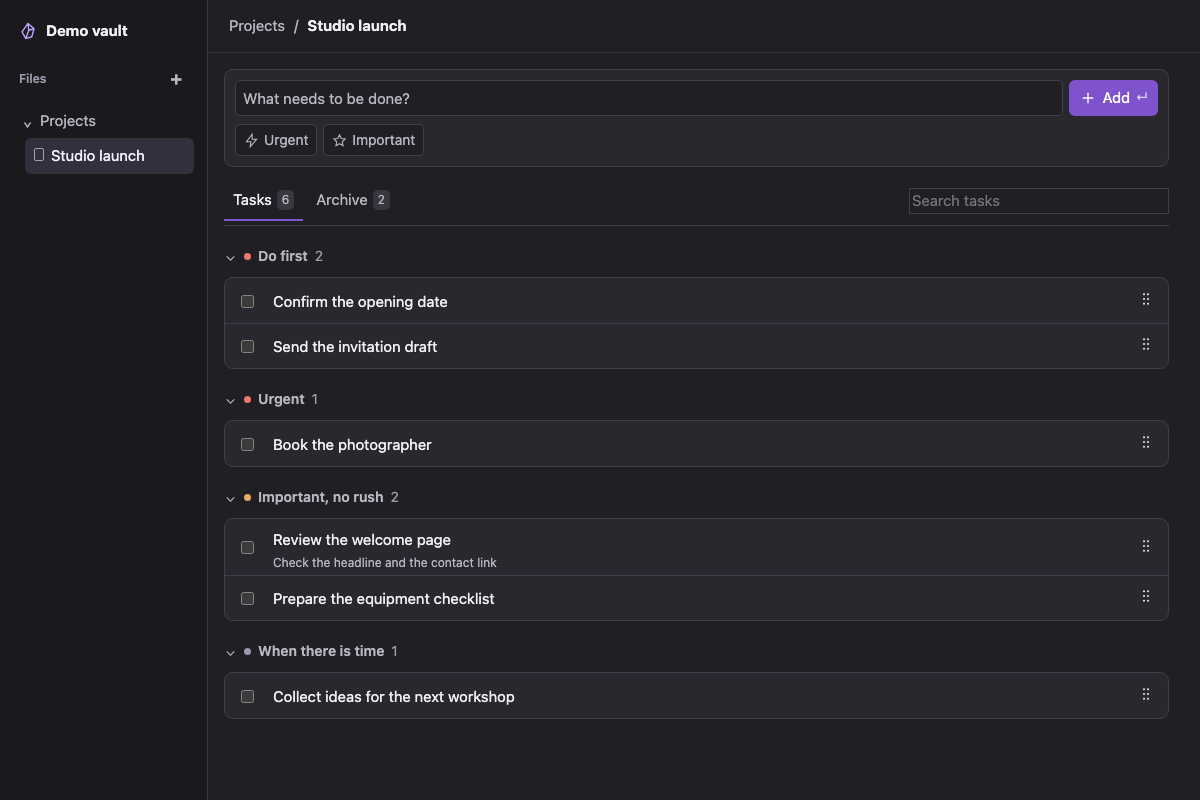 Demo vault
Files
Projects
Studio launch
Projects / Studio launch
What needs to be done?
Add
Urgent
Important
Tasks 6
Archive 2
Search tasks
Do first 2
Confirm the opening date
Send the invitation draft
Urgent 1
Book the photographer
Important, no rush 2
Review the welcome page
Check the headline and the contact link
Prepare the equipment checklist
When there is time 1
Collect ideas for the next workshop